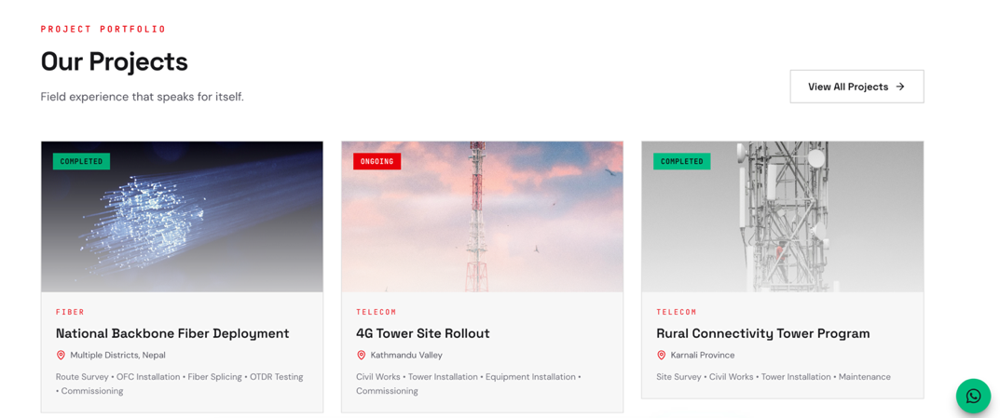 PROJECT PORTFOLIO
Our Projects
Field experience that speaks for itself.
View All Projects →
COMPLETED
FIBER
National Backbone Fiber Deployment
Multiple Districts, Nepal
Route Survey • OFC Installation • Fiber Splicing • OTDR Testing
• Commissioning
ONGOING
TELECOM
4G Tower Site Rollout
Kathmandu Valley
Civil Works • Tower Installation • Equipment Installation •
Commissioning
COMPLETED
TELECOM
Rural Connectivity Tower Program
Karnali Province
Site Survey • Civil Works • Tower Installation • Maintenance